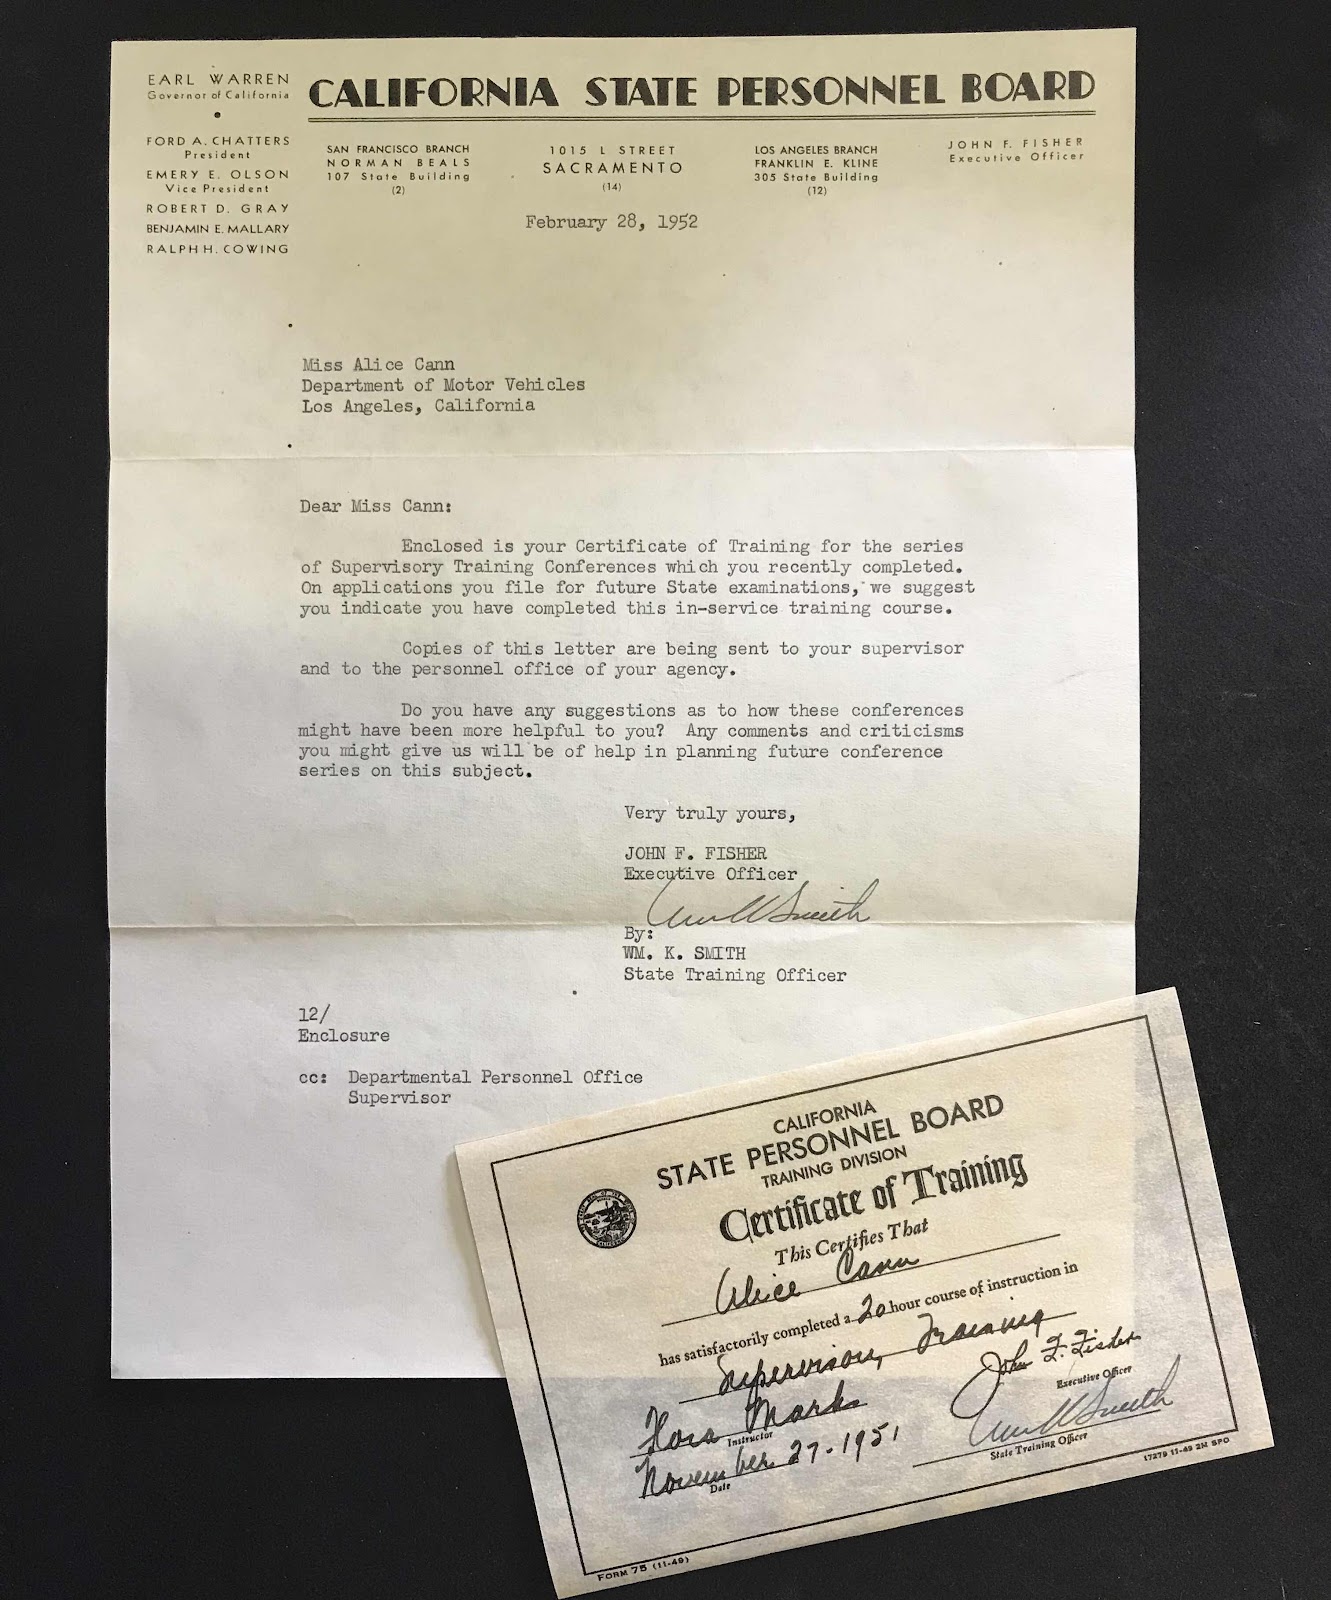 EARL WARREN
Governor of California
FORD A. CHATTERS
President
EMERY E. OLSON
Vice President
ROBERT D. GRAY
BENJAMIN E. MALLARY
RALPH H. COWING
CALIFORNIA STATE PERSONNEL BOARD
SAN FRANCISCO BRANCH
NORMAN BEALS
107 State Building
(2)
1015 L STREET
SACRAMENTO
(14)
LOS ANGELES BRANCH
FRANKLIN E. KLINE
305 State Building
(12)
JOHN F. FISHER
Executive Officer
February 28, 1952
Miss Alice Cann
Department of Motor Vehicles
Los Angeles, California
Dear Miss Cann:
Enclosed is your Certificate of Training for the series
of Supervisory Training Conferences which you recently completed.
On applications you file for future State examinations, we suggest
you indicate you have completed this in-service training course.
Copies of this letter are being sent to your supervisor
and to the personnel office of your agency.
Do you have any suggestions as to how these conferences
might have been more helpful to you? Any comments and criticisms
you might give us will be of help in planning future conference
series on this subject.
Very truly yours,
JOHN F. FISHER
Executive Officer
Wm K Smith
By:
WM. K. SMITH
State Training Officer
12/
Enclosure
cc: Departmental Personnel Office
Supervisor
CALIFORNIA
STATE PERSONNEL BOARD
TRAINING DIVISION
Certificate of Training
This Certifies That
Alice Cann
has satisfactorily completed a 20 hour course of instruction in
Supervisory Training
Flora Marks
Instructor
November 27-1951
Date
John F. Fisher
Executive Officer
Wm K Smith
State Training Officer
17279 11-49 2M SPO
FORM 75 (11-49)